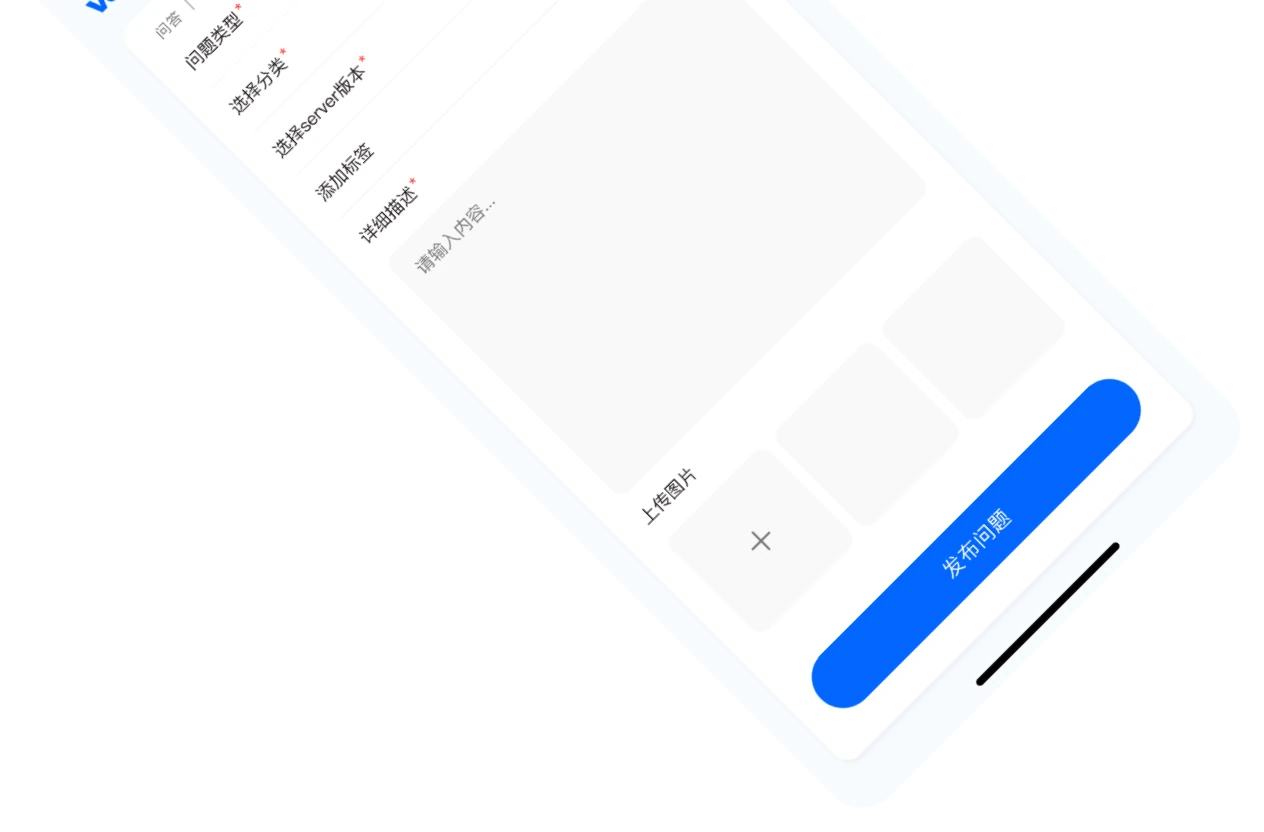 问答
问题类型*
选择分类*
选择server版本*
添加标签
详细描述*
请输入内容...
上传图片
发布问题